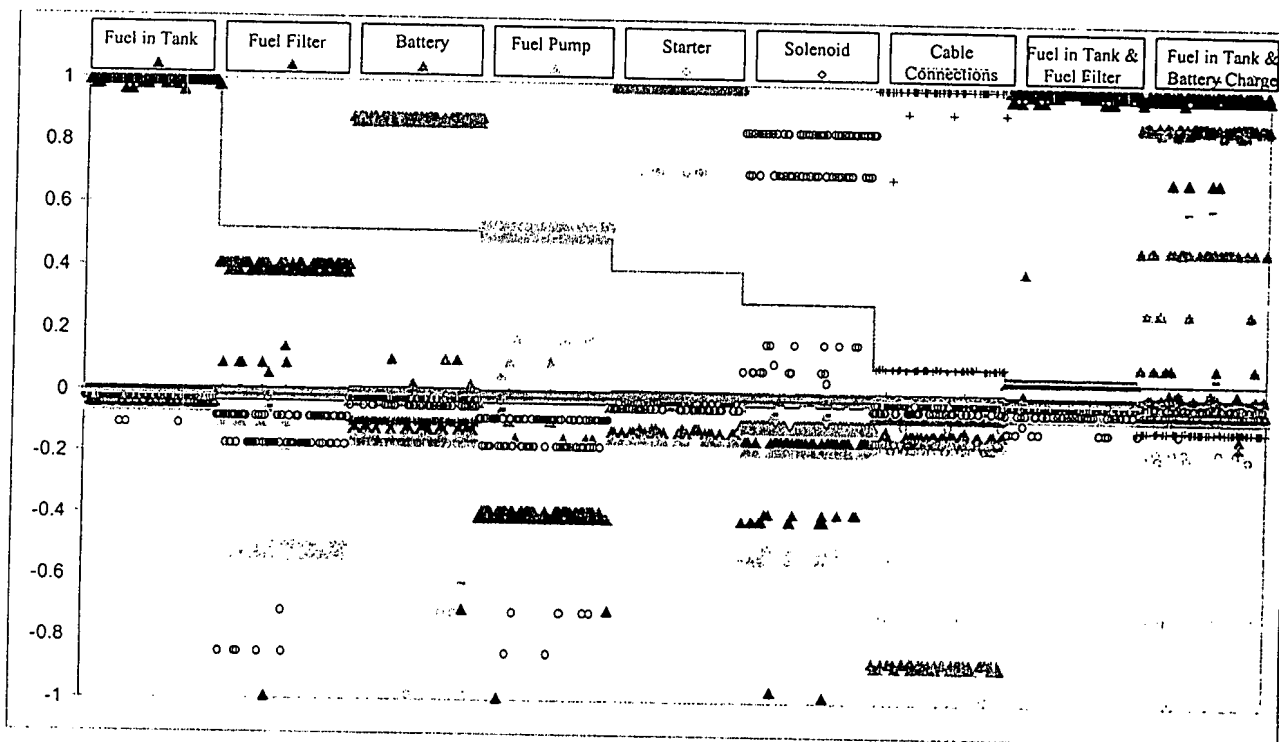 Fuel in Tank
Fuel Filter
Battery
Fuel Pump
Starter
Solenoid
Cable
Connections
Fuel in Tank &
Fuel Filter
Fuel in Tank &
Battery Charge
1
0.8
0.6
0.4
0.2
0
-0.2
-0.4
-0.6
-0.8
-1